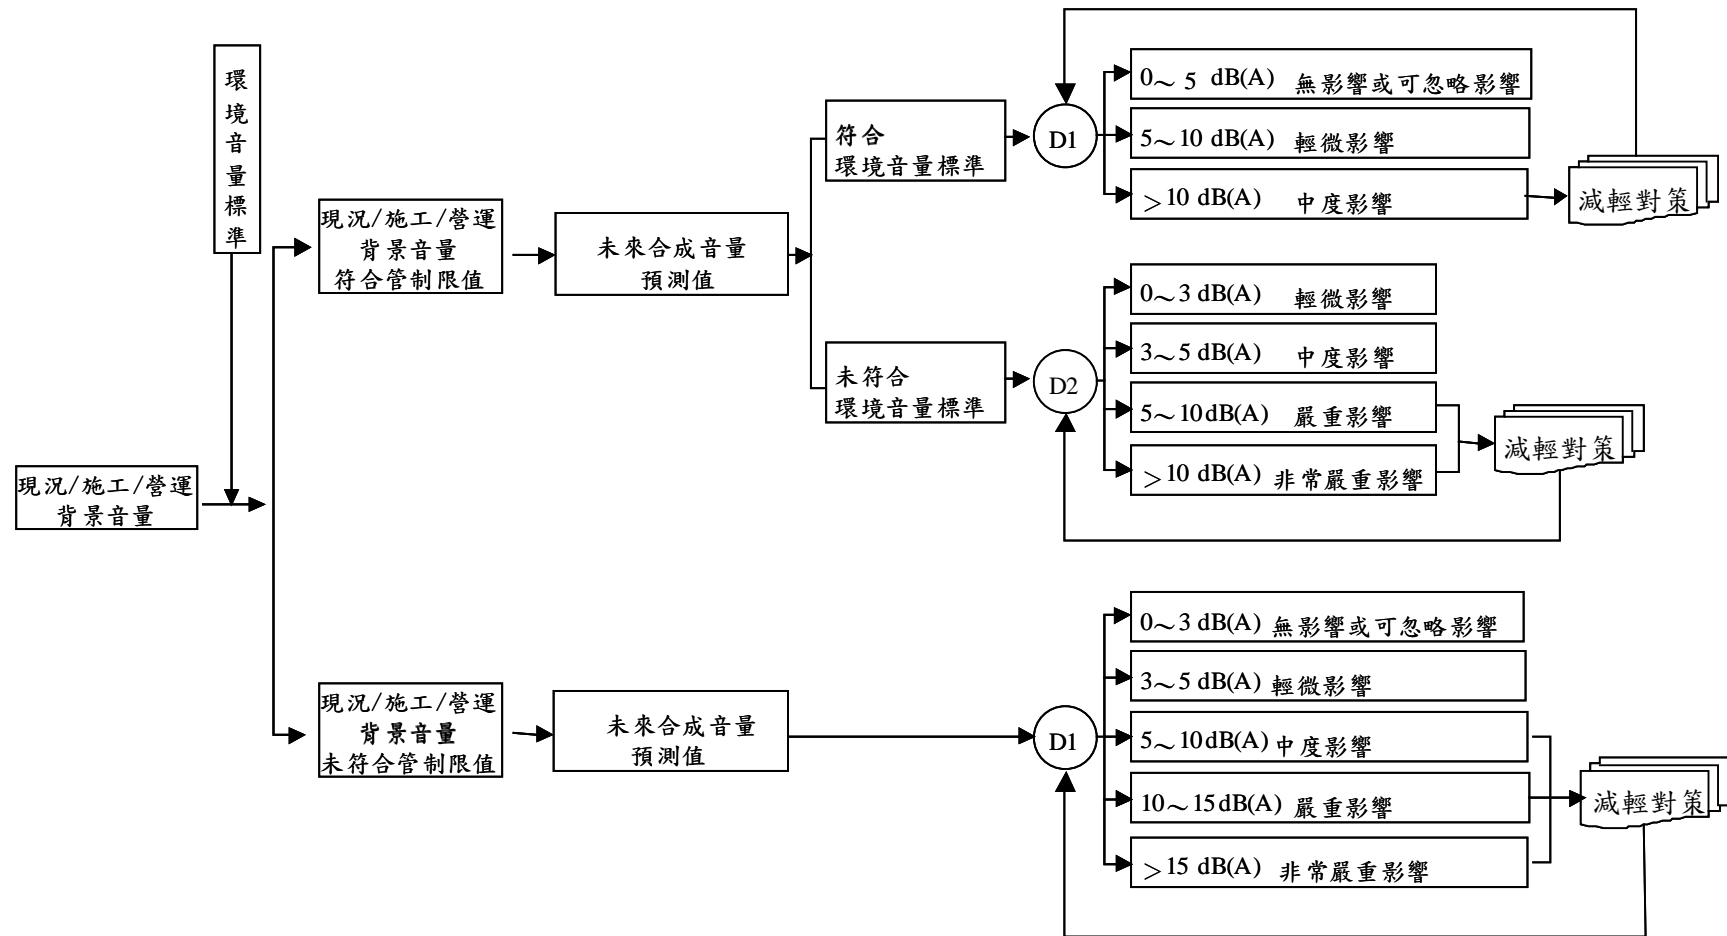 環境音量標準
現況/施工/營運
背景音量
現況/施工/營運
背景音量
符合管制限值
未來合成音量
預測值
符合
環境音量標準
D1
0～5 dB(A) 無影響或可忽略影響
5～10 dB(A) 輕微影響
＞10 dB(A) 中度影響
減輕對策
未符合
環境音量標準
D2
0～3 dB(A) 輕微影響
3～5 dB(A) 中度影響
5～10dB(A) 嚴重影響
＞10 dB(A) 非常嚴重影響
減輕對策
現況/施工/營運
背景音量
未符合管制限值
未來合成音量
預測值
D1
0～3 dB(A) 無影響或可忽略影響
3～5 dB(A) 輕微影響
5～10dB(A) 中度影響
10～15dB(A) 嚴重影響
＞15 dB(A) 非常嚴重影響
減輕對策